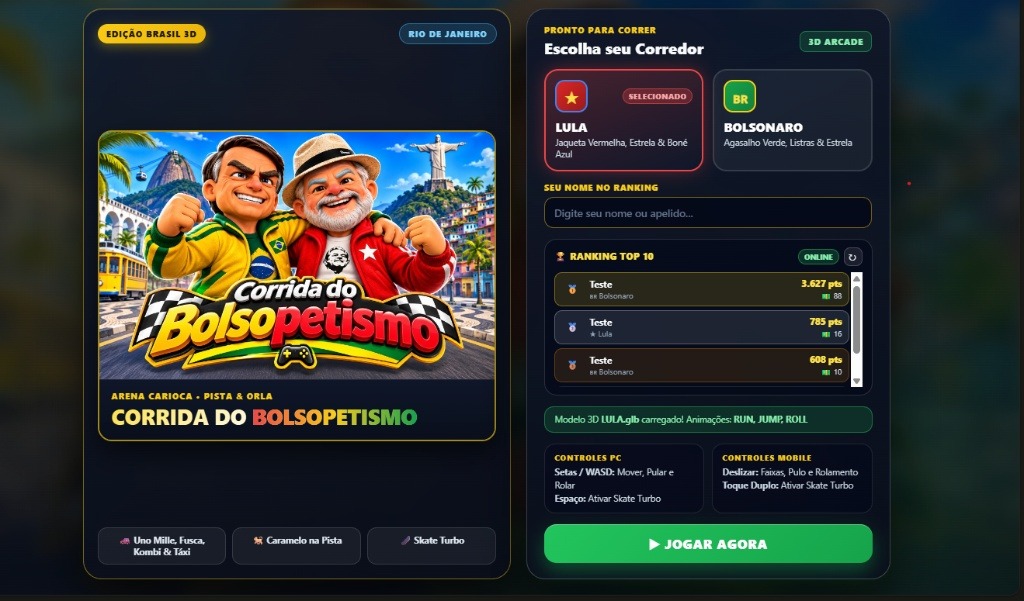 EDIÇÃO BRASIL 3D
RIO DE JANEIRO
Corrida do
Bolsopetismo
ARENA CARIOCA • PISTA & ORLA
CORRIDA DO BOLSOPETISMO
Uno Mille, Fusca,
Kombi & Táxi
Caramelo na Pista
Skate Turbo
PRONTO PARA CORRER
Escolha seu Corredor
3D ARCADE
SELECIONADO
LULA
Jaqueta Vermelha, Estrela & Boné
Azul
BR
BOLSONARO
Agasalho Verde, Listras & Estrela
SEU NOME NO RANKING
Digite seu nome ou apelido...
RANKING TOP 10
ONLINE
Teste
3.627 pts
BR Bolsonaro
88
Teste
785 pts
★ Lula
16
Teste
608 pts
BR Bolsonaro
10
Modelo 3D LULA.glb carregado! Animações: RUN, JUMP, ROLL
CONTROLES PC
Setas / WASD: Mover, Pular e
Rolar
Espaço: Ativar Skate Turbo
CONTROLES MOBILE
Deslizar: Faixas, Pulo e Rolamento
Toque Duplo: Ativar Skate Turbo
▶ JOGAR AGORA